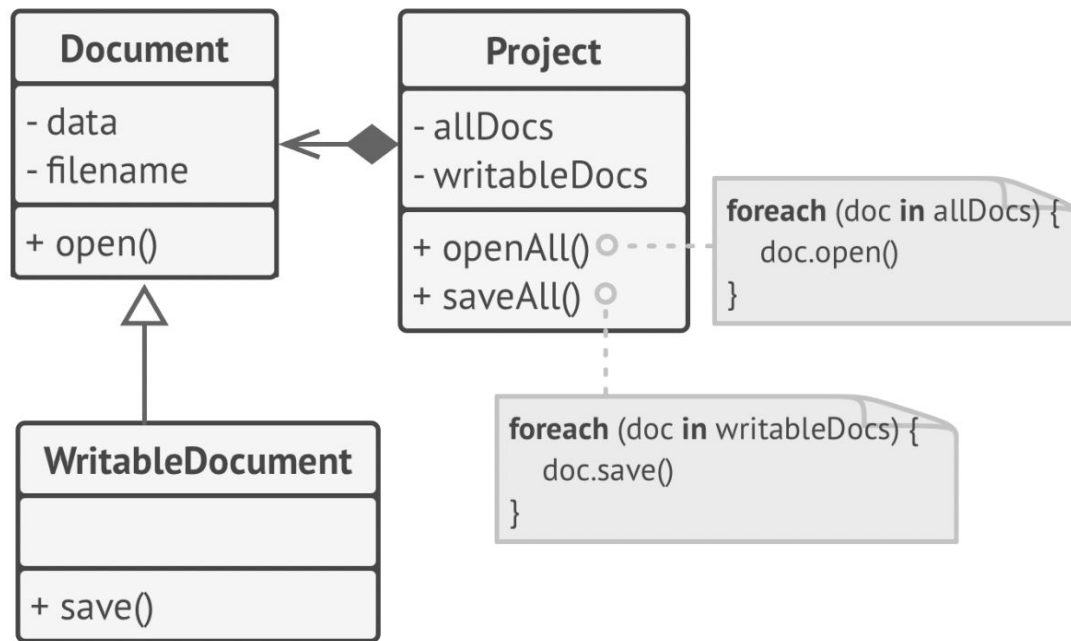 Document
- data
- filename
+ open()
Project
- allDocs
- writableDocs
+ openAll()
+ saveAll()
foreach (doc in allDocs) {
doc.open()
}
foreach (doc in writableDocs) {
doc.save()
}
WritableDocument
+ save()